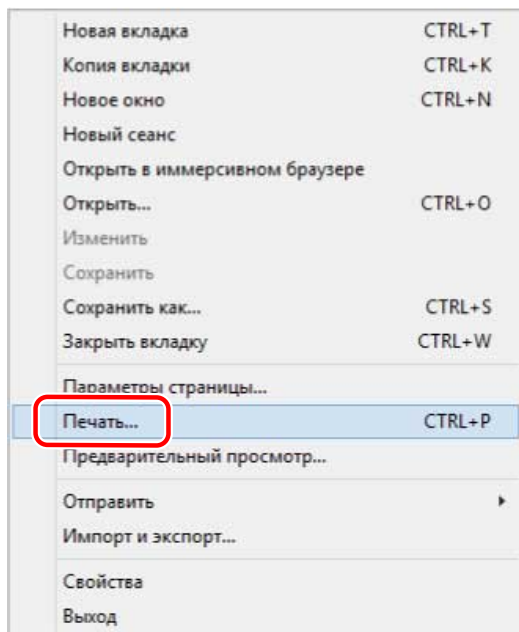 Новая вкладка CTRL+T
Копия вкладки CTRL+K
Новое окно CTRL+N
Новый сеанс
Открыть в иммерсивном браузере
Открыть... CTRL+O
Изменить
Сохранить
Сохранить как... CTRL+S
Закрыть вкладку CTRL+W
Параметры страницы...
Печать... CTRL+P
Предварительный просмотр...
Отправить
Импорт и экспорт...
Свойства
Выход